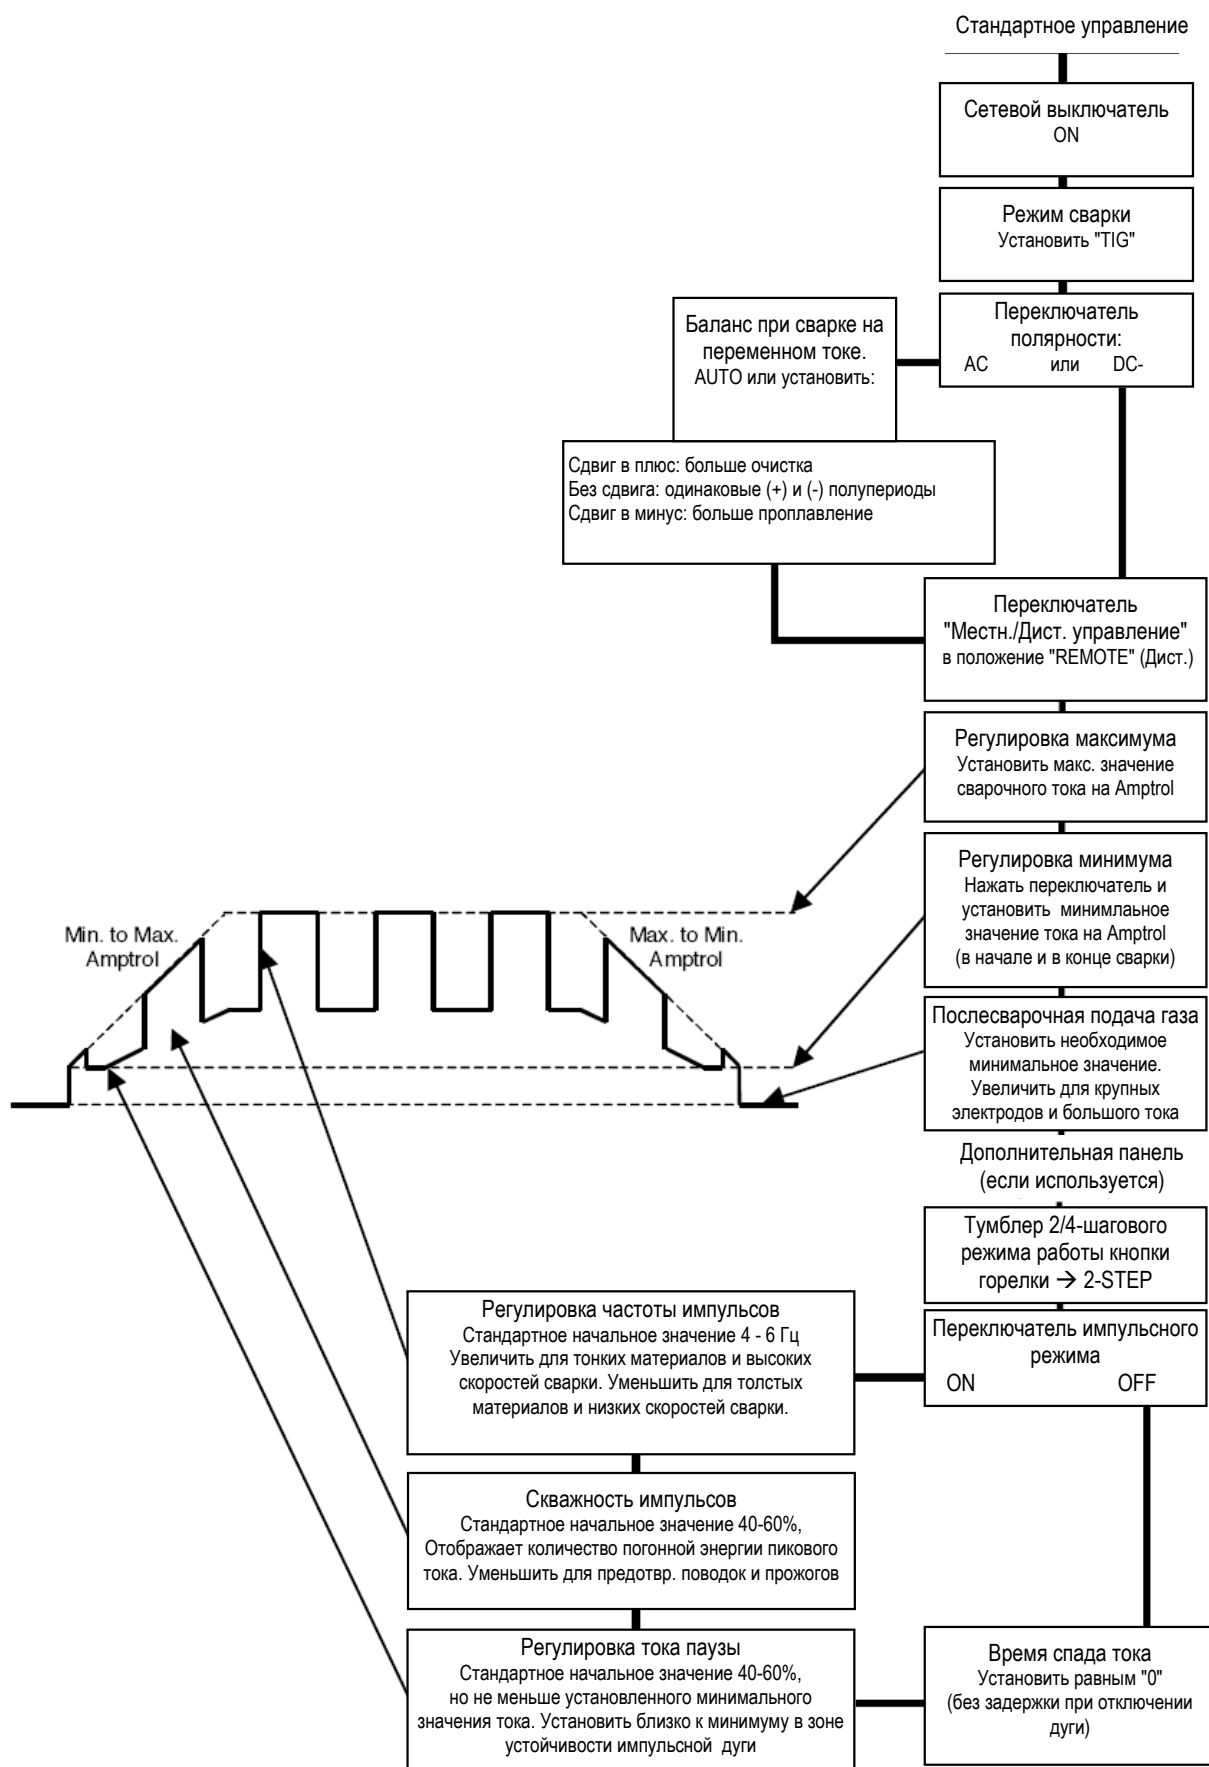 Стандартное управление
Сетевой выключатель
ON
Режим сварки
Установить "TIG"
Переключатель
полярности:
AC или DC-
Баланс при сварке на
переменном токе.
AUTO или установить:
Сдвиг в плюс: больше очистка
Без сдвига: одинаковые (+) и (-) полупериоды
Сдвиг в минус: больше проплавление
Переключатель
"Местн./Дист. управление"
в положение "REMOTE" (Дист.)
Регулировка максимума
Установить макс. значение
сварочного тока на Amptrol
Регулировка минимума
Нажать переключатель и
установить минимлаьное
значение тока на Amptrol
(в начале и в конце сварки)
Min. to Max.
Amptrol
Max. to Min.
Amptrol
Послесварочная подача газа
Установить необходимое
минимальное значение.
Увеличить для крупных
электродов и большого тока
Дополнительная панель
(если используется)
Тумблер 2/4-шагового
режима работы кнопки
горелки → 2-STEP
Переключатель импульсного
режима
ON OFF
Регулировка частоты импульсов
Стандартное начальное значение 4 - 6 Гц
Увеличить для тонких материалов и высоких
скоростей сварки. Уменьшить для толстых
материалов и низких скоростей сварки.
Скважность импульсов
Стандартное начальное значение 40-60%,
Отображает количество погонной энергии пикового
тока. Уменьшить для предотвр. поводок и прожогов
Регулировка тока паузы
Стандартное начальное значение 40-60%,
но не меньше установленного минимального
значения тока. Установить близко к минимуму в зоне
устойчивости импульсной дуги
Время спада тока
Установить равным "0"
(без задержки при отключении
дуги)